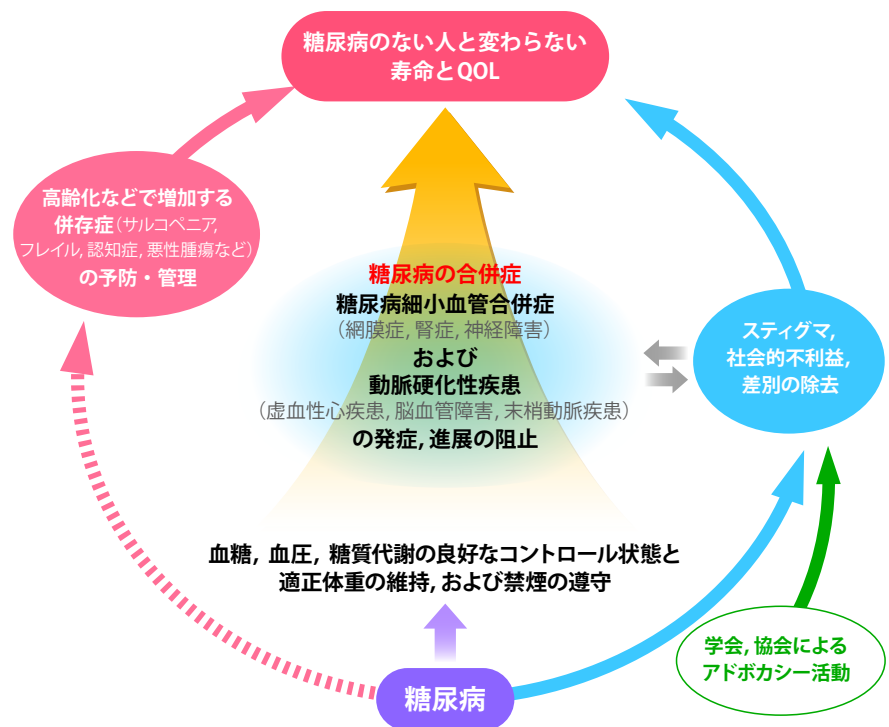 糖尿病のない人と変わらない
寿命とQOL
高齢化などで増加する
併存症(サルコペニア,
フレイル, 認知症, 悪性腫瘍など)
の予防・管理
糖尿病の合併症
糖尿病細小血管合併症
(網膜症, 腎症, 神経障害)
および
動脈硬化性疾患
(虚血性心疾患, 脳血管障害, 末梢動脈疾患)
の発症, 進展の阻止
スティグマ,
社会的不利益,
差別の除去
血糖, 血圧, 糖質代謝の良好なコントロール状態と
適正体重の維持, および禁煙の遵守
学会, 協会による
アドボカシー活動
糖尿病